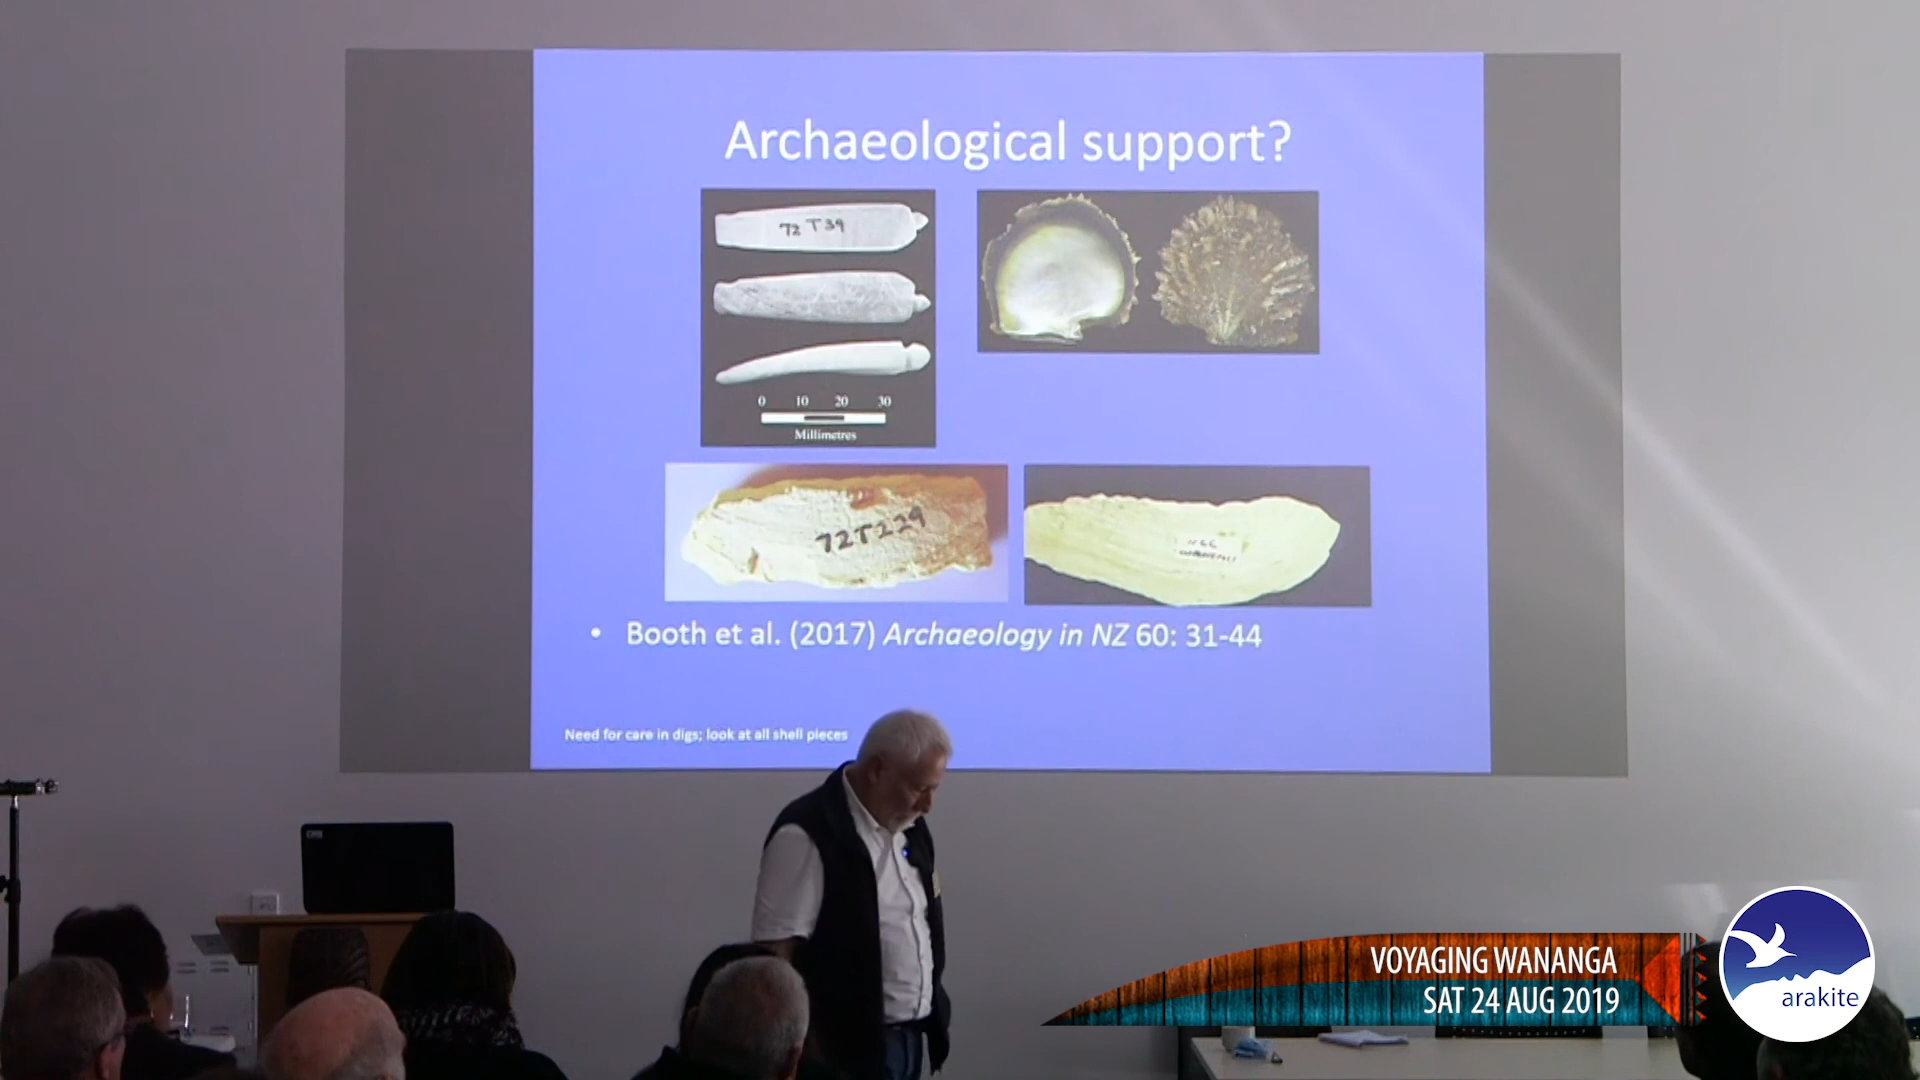 Archaeological support?
72 T39
0 10 20 30
Millimetres
72T229
• Booth et al. (2017) Archaeology in NZ 60: 31-44
Need for care in digs; look at all shell pieces
VOYAGING WANANGA
SAT 24 AUG 2019
arakite